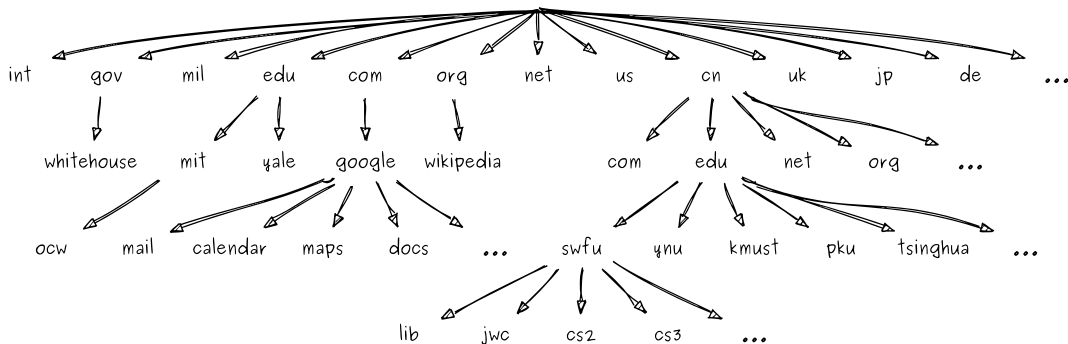 int gov mil edu com org net us cn uk jp de ...
whitehouse mit yale google wikipedia com edu net org ...
ocw mail calendar maps docs ... swfu ynu kmust pku tsinghua ...
lib jwc cs2 cs3 ...